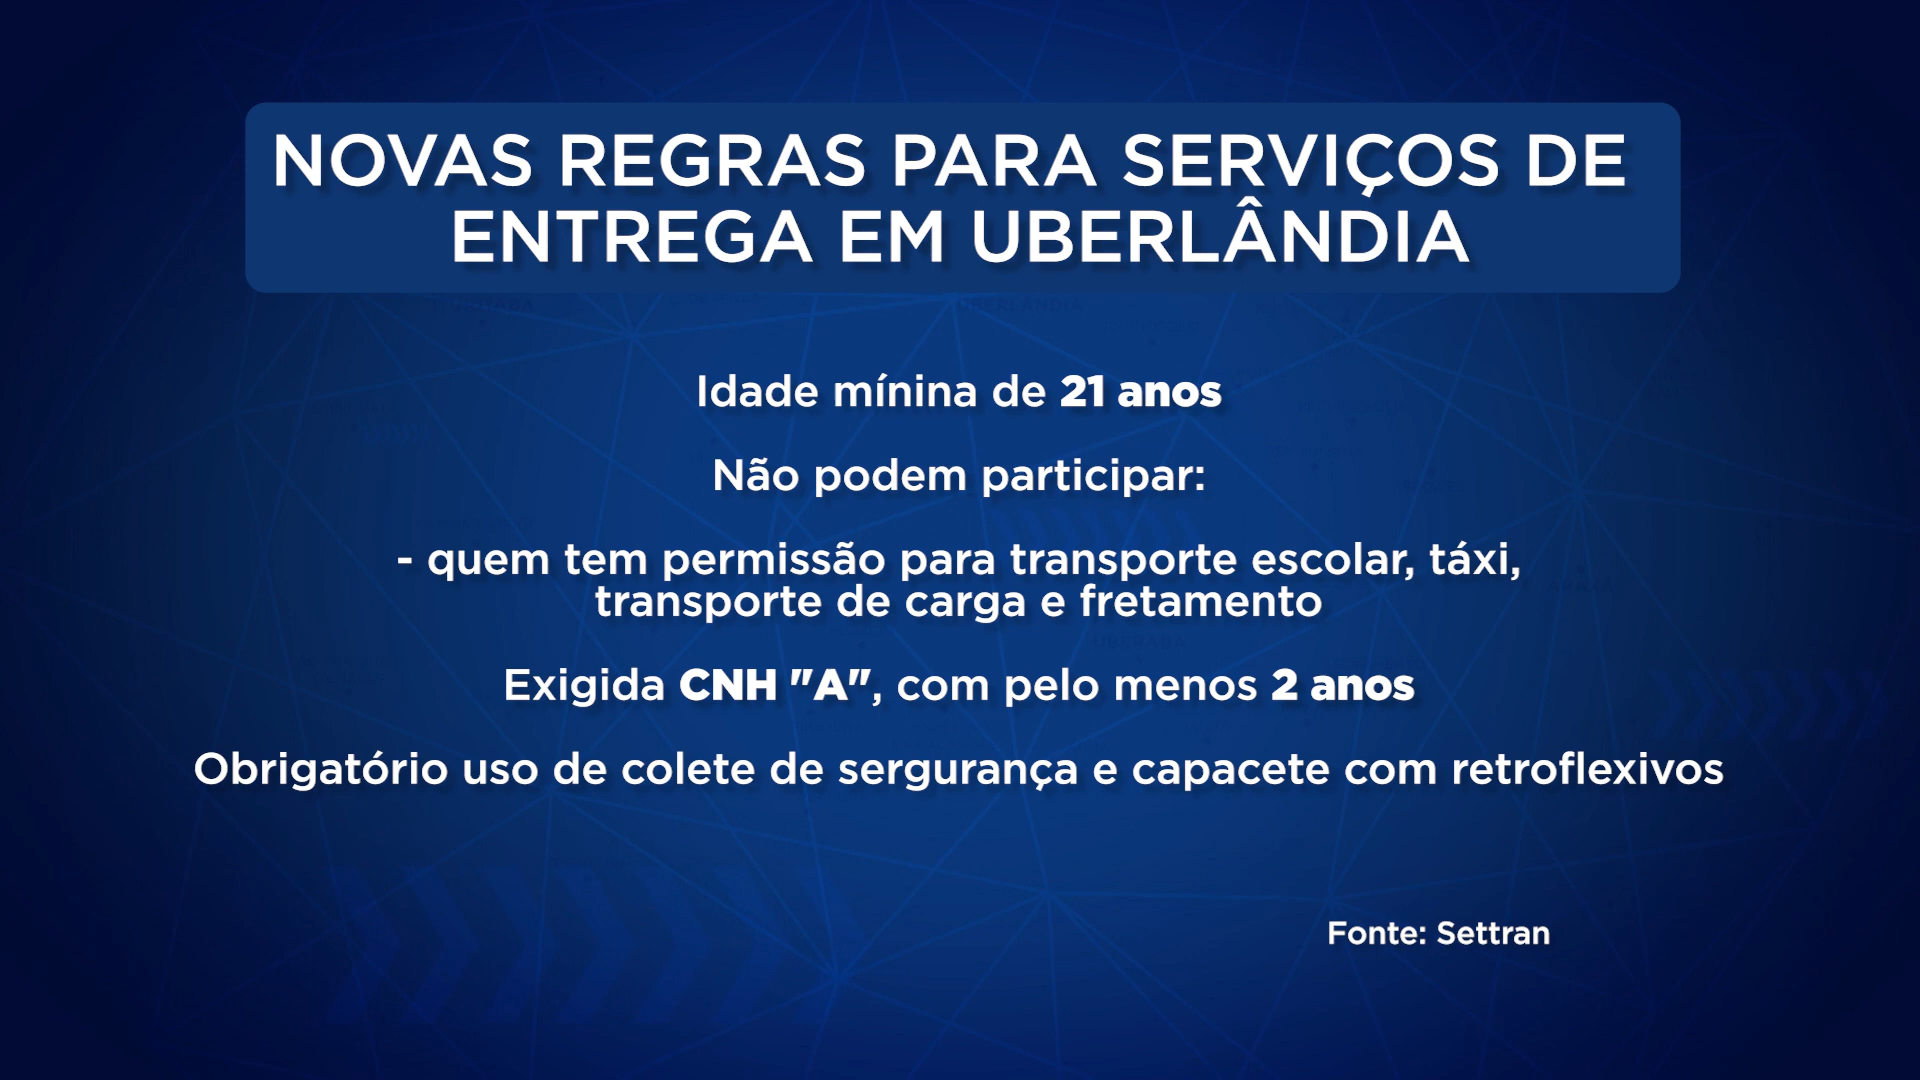 NOVAS REGRAS PARA SERVIÇOS DE
ENTREGA EM UBERLÂNDIA
Idade mínina de 21 anos
Não podem participar:
- quem tem permissão para transporte escolar, táxi,
transporte de carga e fretamento
Exigida CNH "A", com pelo menos 2 anos
Obrigatório uso de colete de sergurança e capacete com retroflexivos
Fonte: Settran